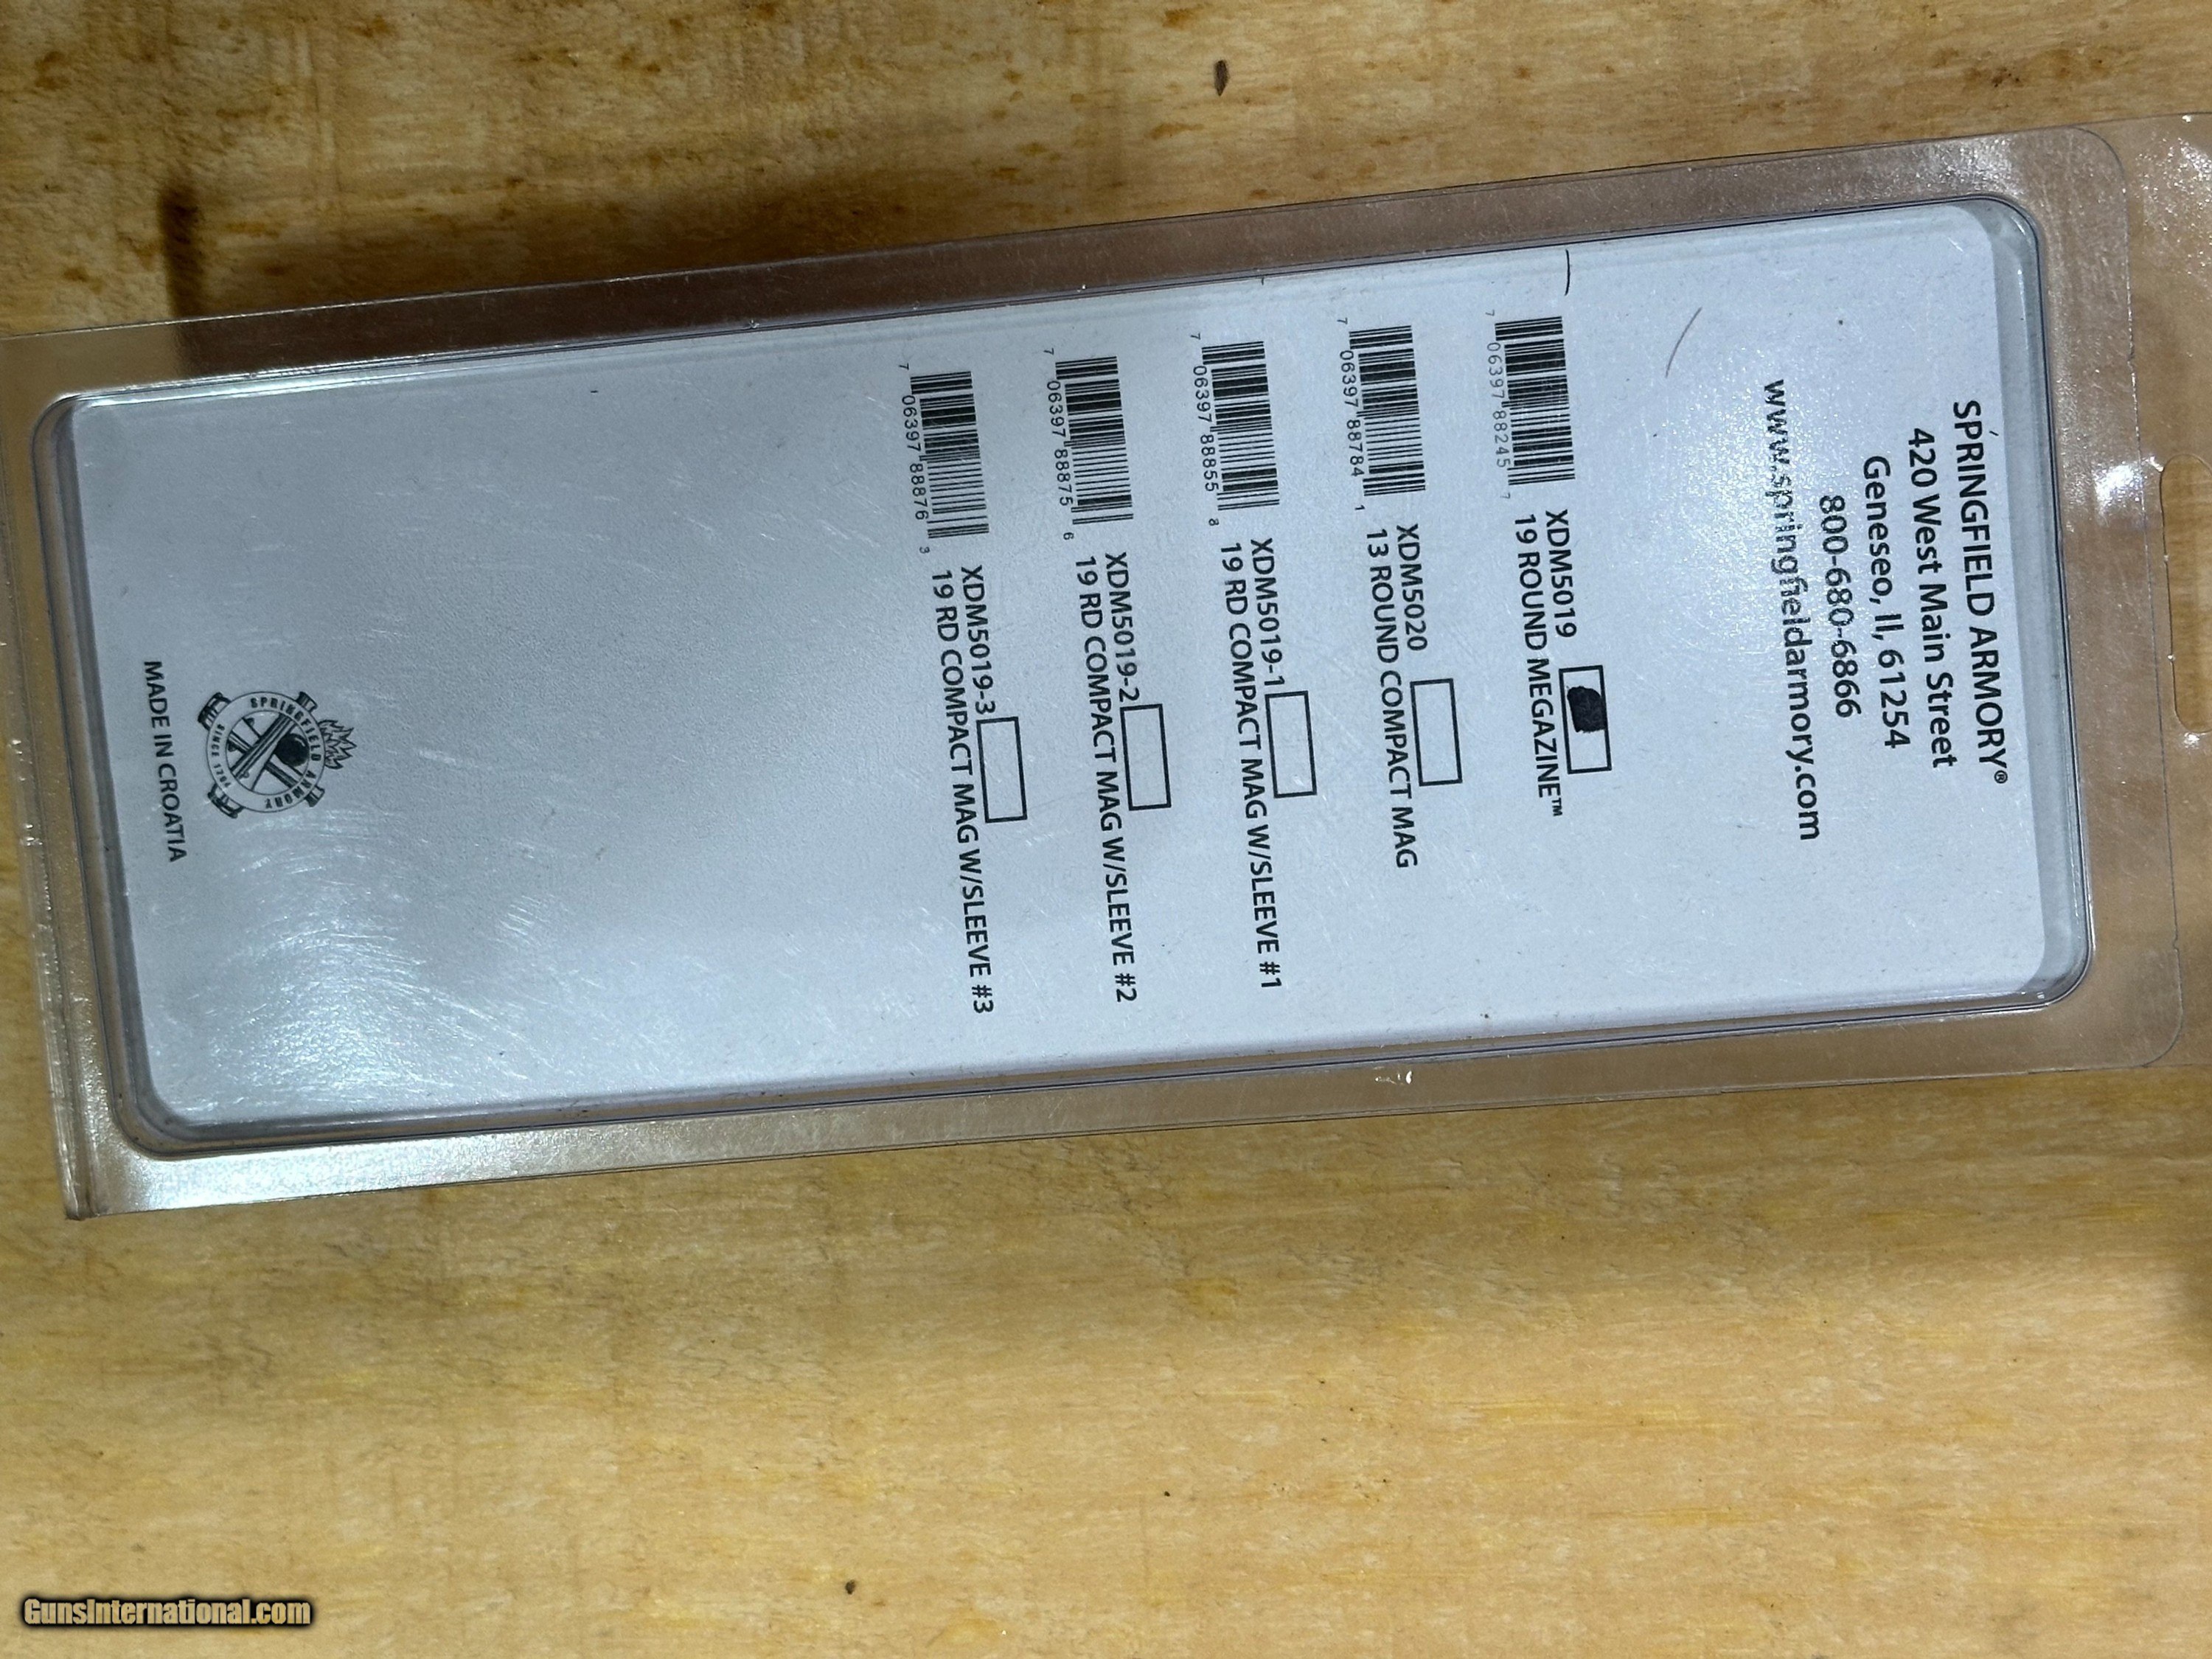 SPRINGFIELD ARMORY®
420 West Main Street
Geneseo, Il, 61254
800-680-6866
www.springfieldarmory.com
XDM5019
19 ROUND MEGAZINE™
7 06397 88245 7
XDM5020
13 ROUND COMPACT MAG
7 06397 88784 1
XDM5019-1
19 RD COMPACT MAG W/SLEEVE #1
7 06397 88855 8
XDM5019-2
19 RD COMPACT MAG W/SLEEVE #2
7 06397 88875 6
XDM5019-3
19 RD COMPACT MAG W/SLEEVE #3
7 06397 88876 3
SPRINGFIELD ARMORY
SINCE 1794
MADE IN CROATIA
GunsInternational.com